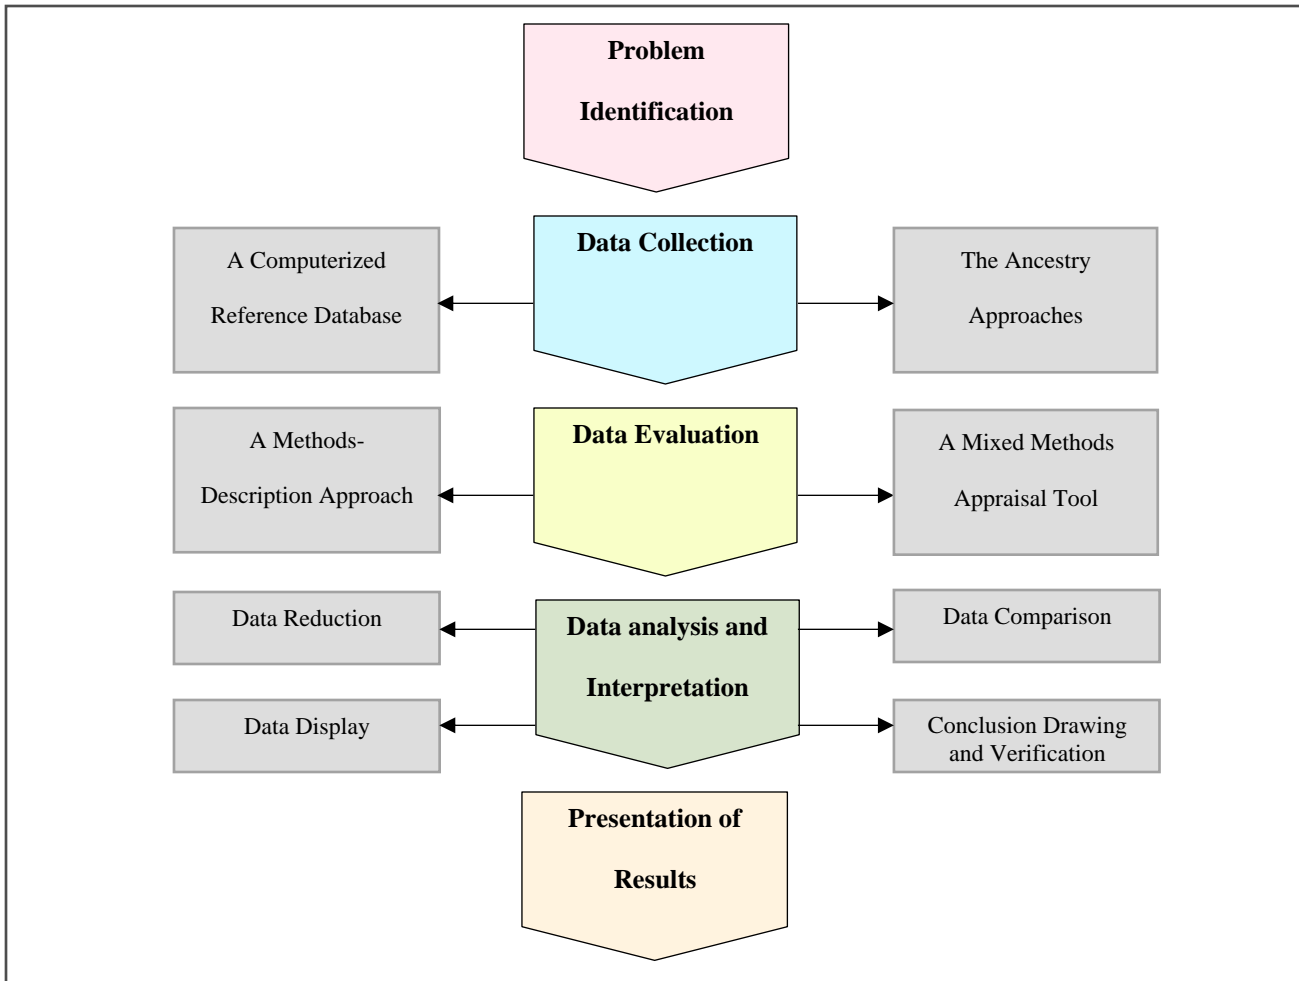 Problem
Identification
A Computerized
Reference Database
Data Collection
The Ancestry
Approaches
A Methods-
Description Approach
Data Evaluation
A Mixed Methods
Appraisal Tool
Data Reduction
Data analysis and
Interpretation
Data Comparison
Data Display
Conclusion Drawing
and Verification
Presentation of
Results